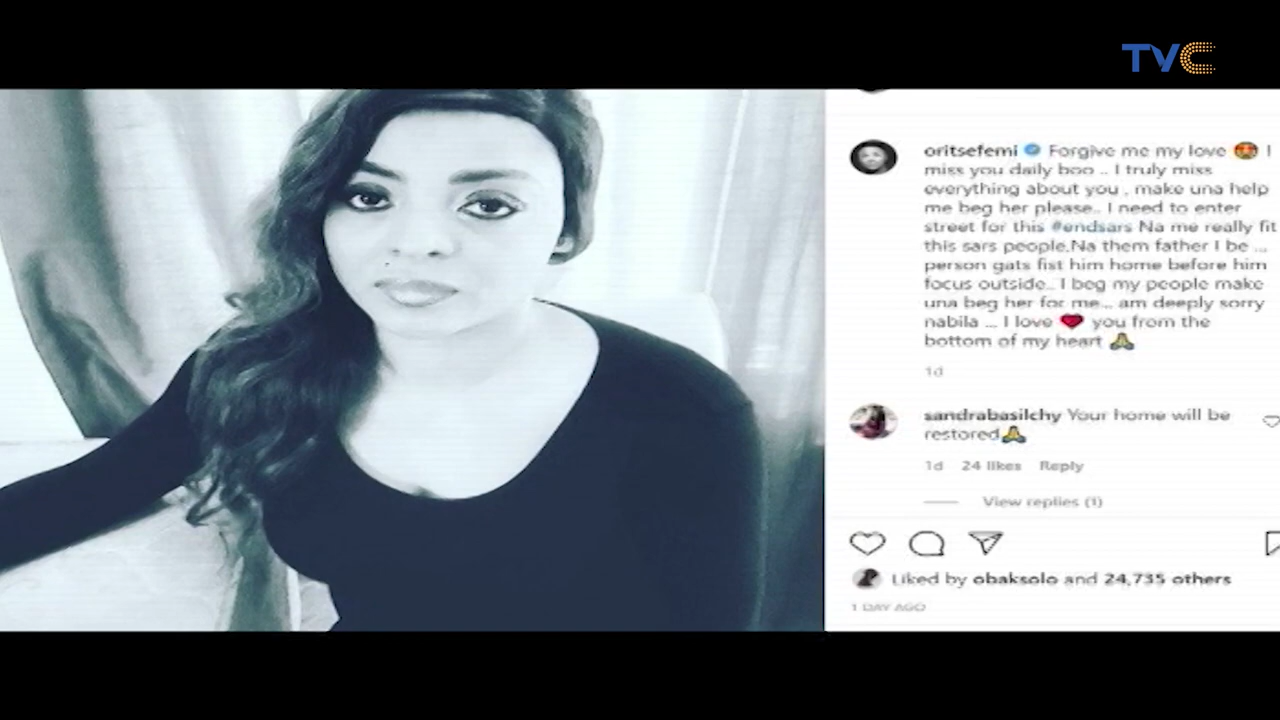 TVC
oritsefemi Forgive me my love 😍 I
miss you daily boo .. I truly miss
everything about you , make una help
me beg her please.. I need to enter
street for this #endsars Na me really fit
this sars people.Na them father I be ...
person gats fist him home before him
focus outside.. I beg my people make
una beg her for me... am deeply sorry
nabila ... I love ❤️ you from the
bottom of my heart 🙏
1d
sandrabasilchy Your home will be
restored🙏
1d 24 likes Reply
View replies (1)
Liked by obaksolo and 24,735 others
1 DAY AGO